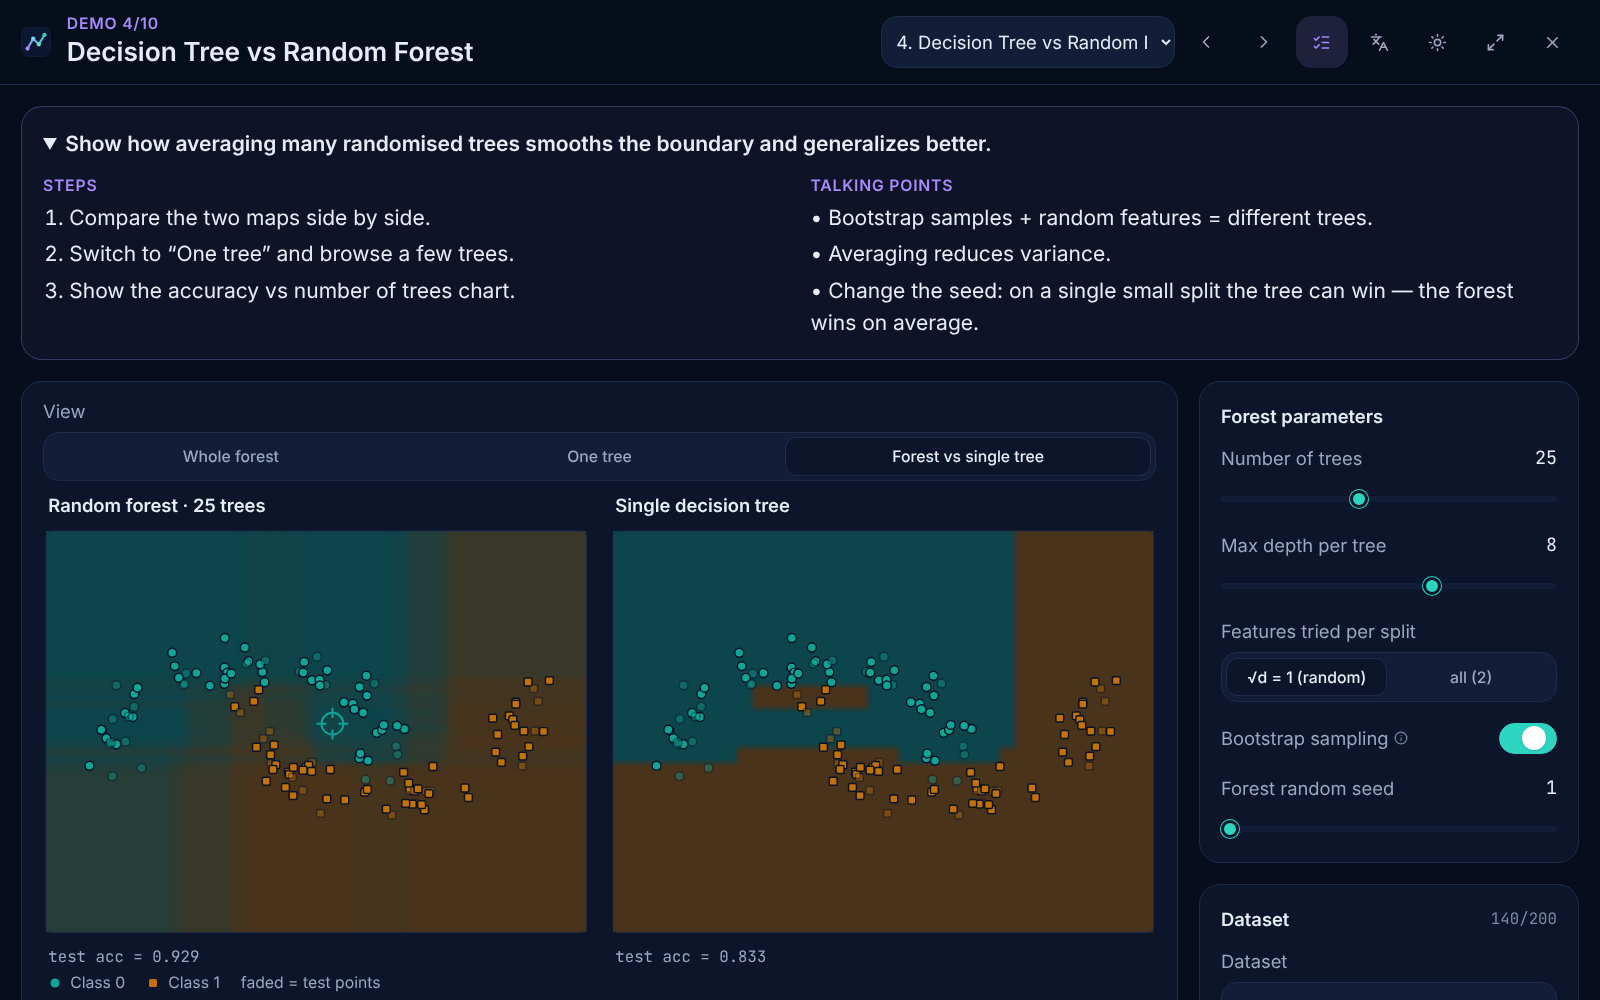 DEMO 4/10
Decision Tree vs Random Forest
4. Decision Tree vs Random
▼ Show how averaging many randomised trees smooths the boundary and generalizes better.
STEPS
1. Compare the two maps side by side.
2. Switch to “One tree” and browse a few trees.
3. Show the accuracy vs number of trees chart.
TALKING POINTS
• Bootstrap samples + random features = different trees.
• Averaging reduces variance.
• Change the seed: on a single small split the tree can win — the forest
wins on average.
View
Whole forest
One tree
Forest vs single tree
Random forest · 25 trees
Single decision tree
test acc = 0.929
test acc = 0.833
Class 0
Class 1
faded = test points
Forest parameters
Number of trees 25
Max depth per tree 8
Features tried per split
√d = 1 (random)
all (2)
Bootstrap sampling
Forest random seed 1
Dataset 140/200
Dataset